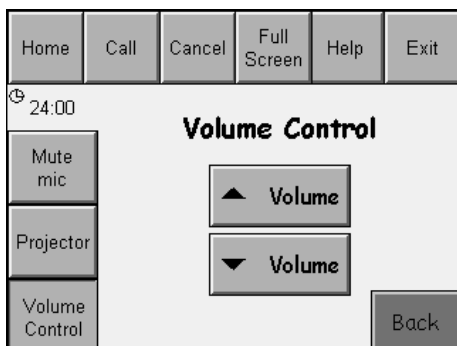 Home
Call
Cancel
Full
Screen
Help
Exit
24:00
Volume Control
Mute
mic
Volume
Projector
Volume
Volume
Control
Back